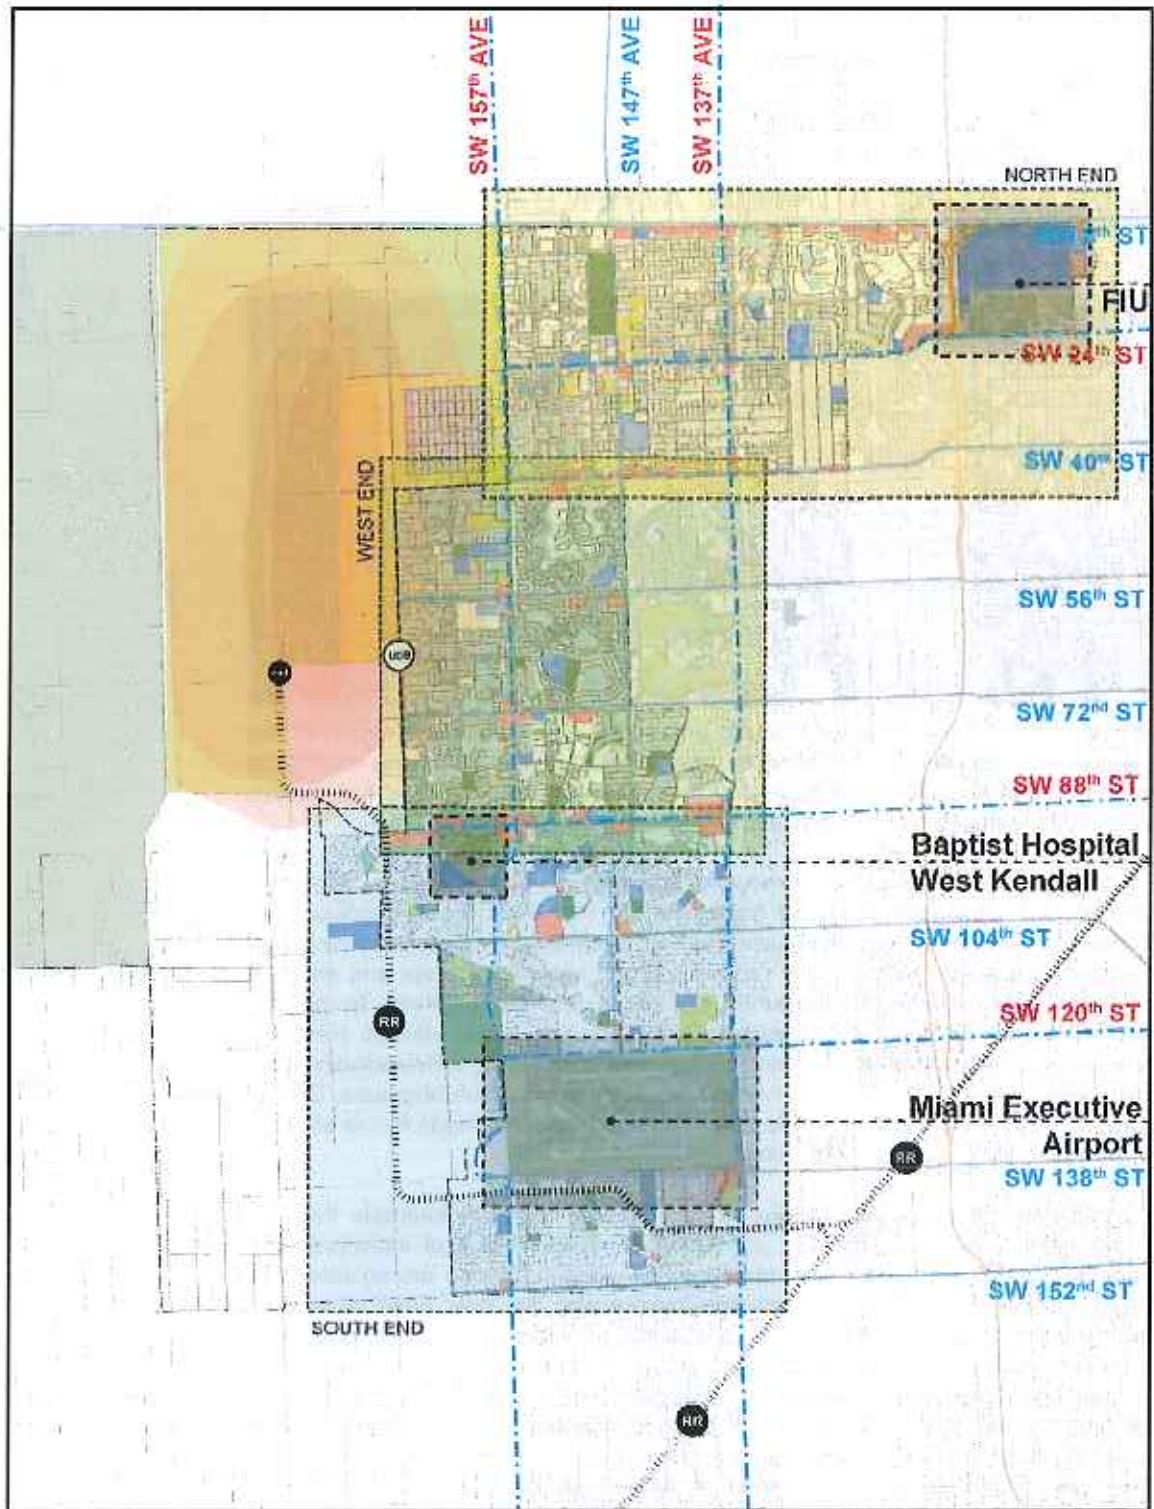 SW 157th AVE
SW 147th AVE
SW 137th AVE
NORTH END
ST
FIU
SW 24th ST
SW 40th ST
WEST END
SW 56th ST
UDB
SW 72nd ST
SW 88th ST
Baptist Hospital
West Kendall
SW 104th ST
RR
SW 120th ST
Miami Executive
Airport
RR
SW 138th ST
SW 152nd ST
SOUTH END
RR